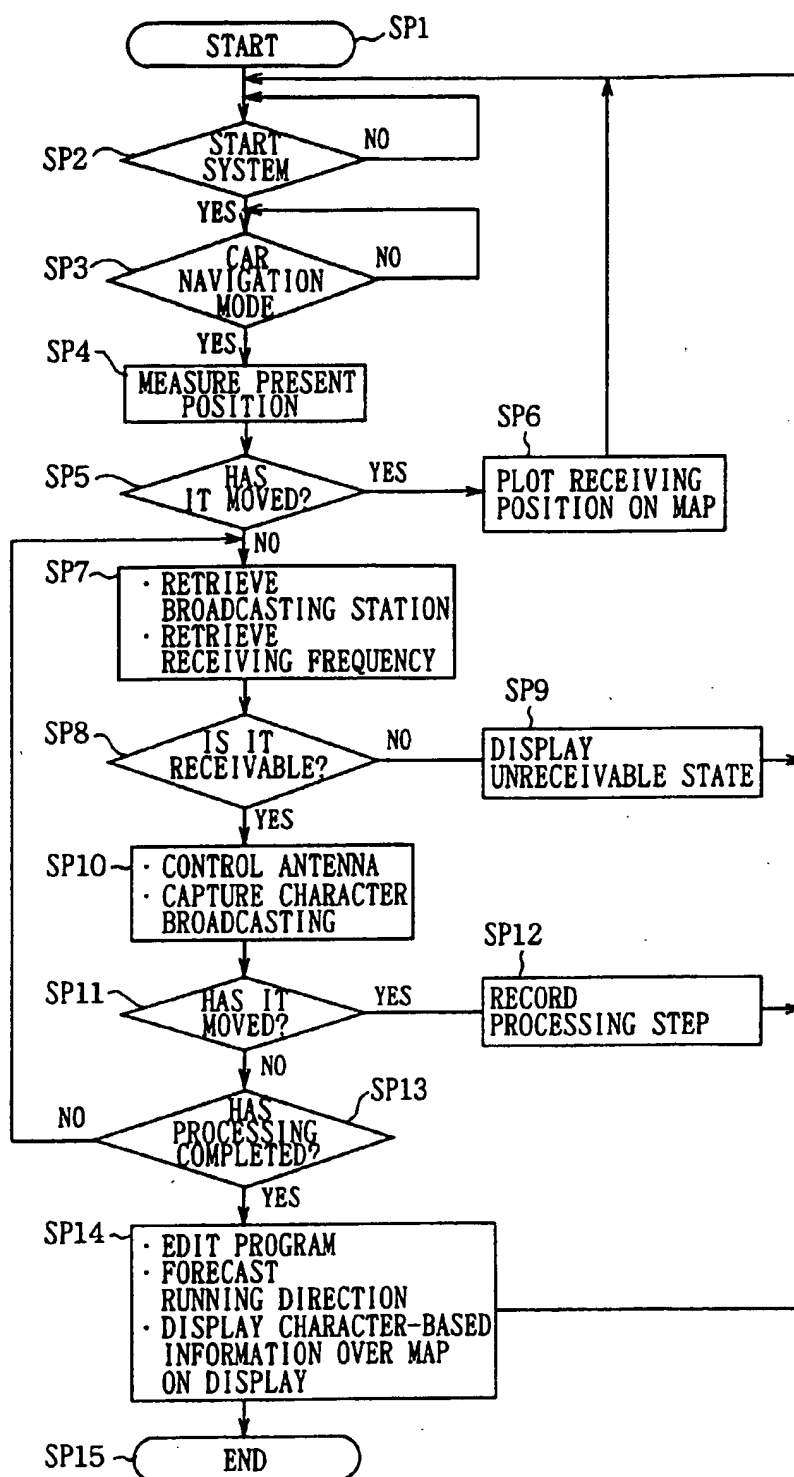 START
SP1
SP2
START
SYSTEM
NO
YES
SP3
CAR
NAVIGATION
MODE
NO
YES
SP4
MEASURE PRESENT
POSITION
SP5
HAS
IT MOVED?
YES
SP6
PLOT RECEIVING
POSITION ON MAP
NO
SP7
· RETRIEVE
BROADCASTING STATION
· RETRIEVE
RECEIVING FREQUENCY
SP8
IS IT
RECEIVABLE?
NO
SP9
DISPLAY
UNRECEIVABLE STATE
YES
SP10
· CONTROL ANTENNA
· CAPTURE CHARACTER
BROADCASTING
SP11
HAS IT
MOVED?
YES
SP12
RECORD
PROCESSING STEP
NO
SP13
NO
HAS
PROCESSING
COMPLETED?
YES
SP14
· EDIT PROGRAM
· FORECAST
RUNNING DIRECTION
· DISPLAY CHARACTER-BASED
INFORMATION OVER MAP
ON DISPLAY
SP15
END